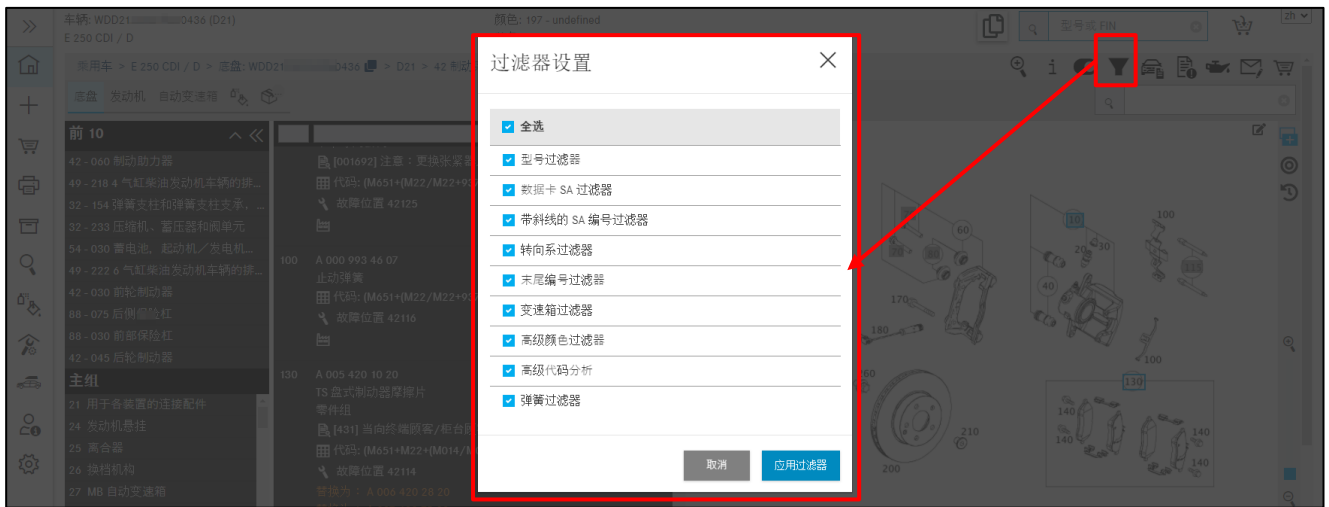 车辆: WDD21 0436 (D21)
E 250 CDI / D
颜色: 197 - undefined
型号或 FIN
zh
乘用车 > E 250 CDI / D > 底盘: WDD21 0436 > D21 > 42 制动
底盘 发动机 自动变速箱
前 10
42 - 060 制动助力器
49 - 218 4 气缸柴油发动机车辆的排...
32 - 154 弹簧支柱和弹簧支柱支承、...
32 - 233 压缩机、蓄压器和阀单元
54 - 030 蓄电池、起动机／发电机...
49 - 222 6 气缸柴油发动机车辆的排...
42 - 030 前轮制动器
88 - 075 后侧保险杠
88 - 030 前部保险杠
42 - 045 后轮制动器
主组
21 用于各装置的连接配件
24 发动机悬挂
25 离合器
26 换档机构
27 MB 自动变速箱
[001692] 注意：更换张紧器
代码: (M651+(M22/M22+93
故障位置 42125
100 A 000 993 46 07
止动弹簧
代码: (M651+(M22/M22+93
故障位置 42116
130 A 005 420 10 20
TS 盘式制动器摩擦片
零件组
[431] 当向终端顾客/柜台顾
代码: (M651+M22+(M014/M
故障位置 42114
替换为： A 006 420 28 20
过滤器设置
全选
型号过滤器
数据卡 SA 过滤器
带斜线的 SA 编号过滤器
转向系过滤器
末尾编号过滤器
变速箱过滤器
高级颜色过滤器
高级代码分析
弹簧过滤器
取消 应用过滤器
60
170
180
260
210
200
10
100
20
10
40
100
130
140
140
140
140